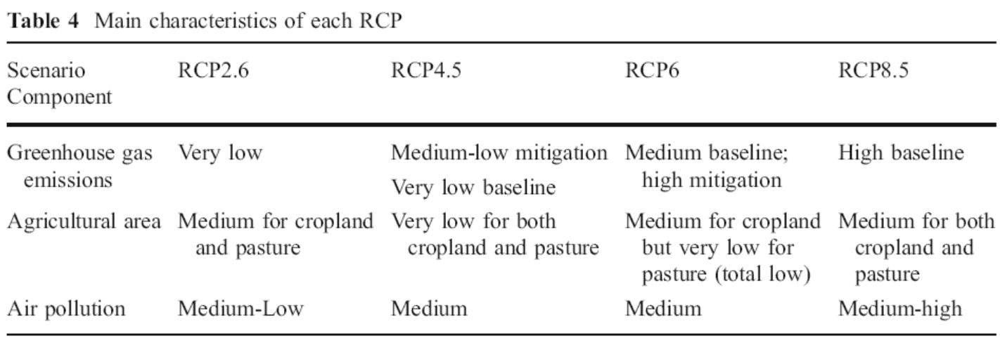 Table 4 Main characteristics of each RCP
Scenario Component RCP2.6 RCP4.5 RCP6 RCP8.5
Greenhouse gas emissions Very low Medium-low mitigation Very low baseline Medium baseline; high mitigation High baseline
Agricultural area Medium for cropland and pasture Very low for both cropland and pasture Medium for cropland but very low for pasture (total low) Medium for both cropland and pasture
Air pollution Medium-Low Medium Medium Medium-high